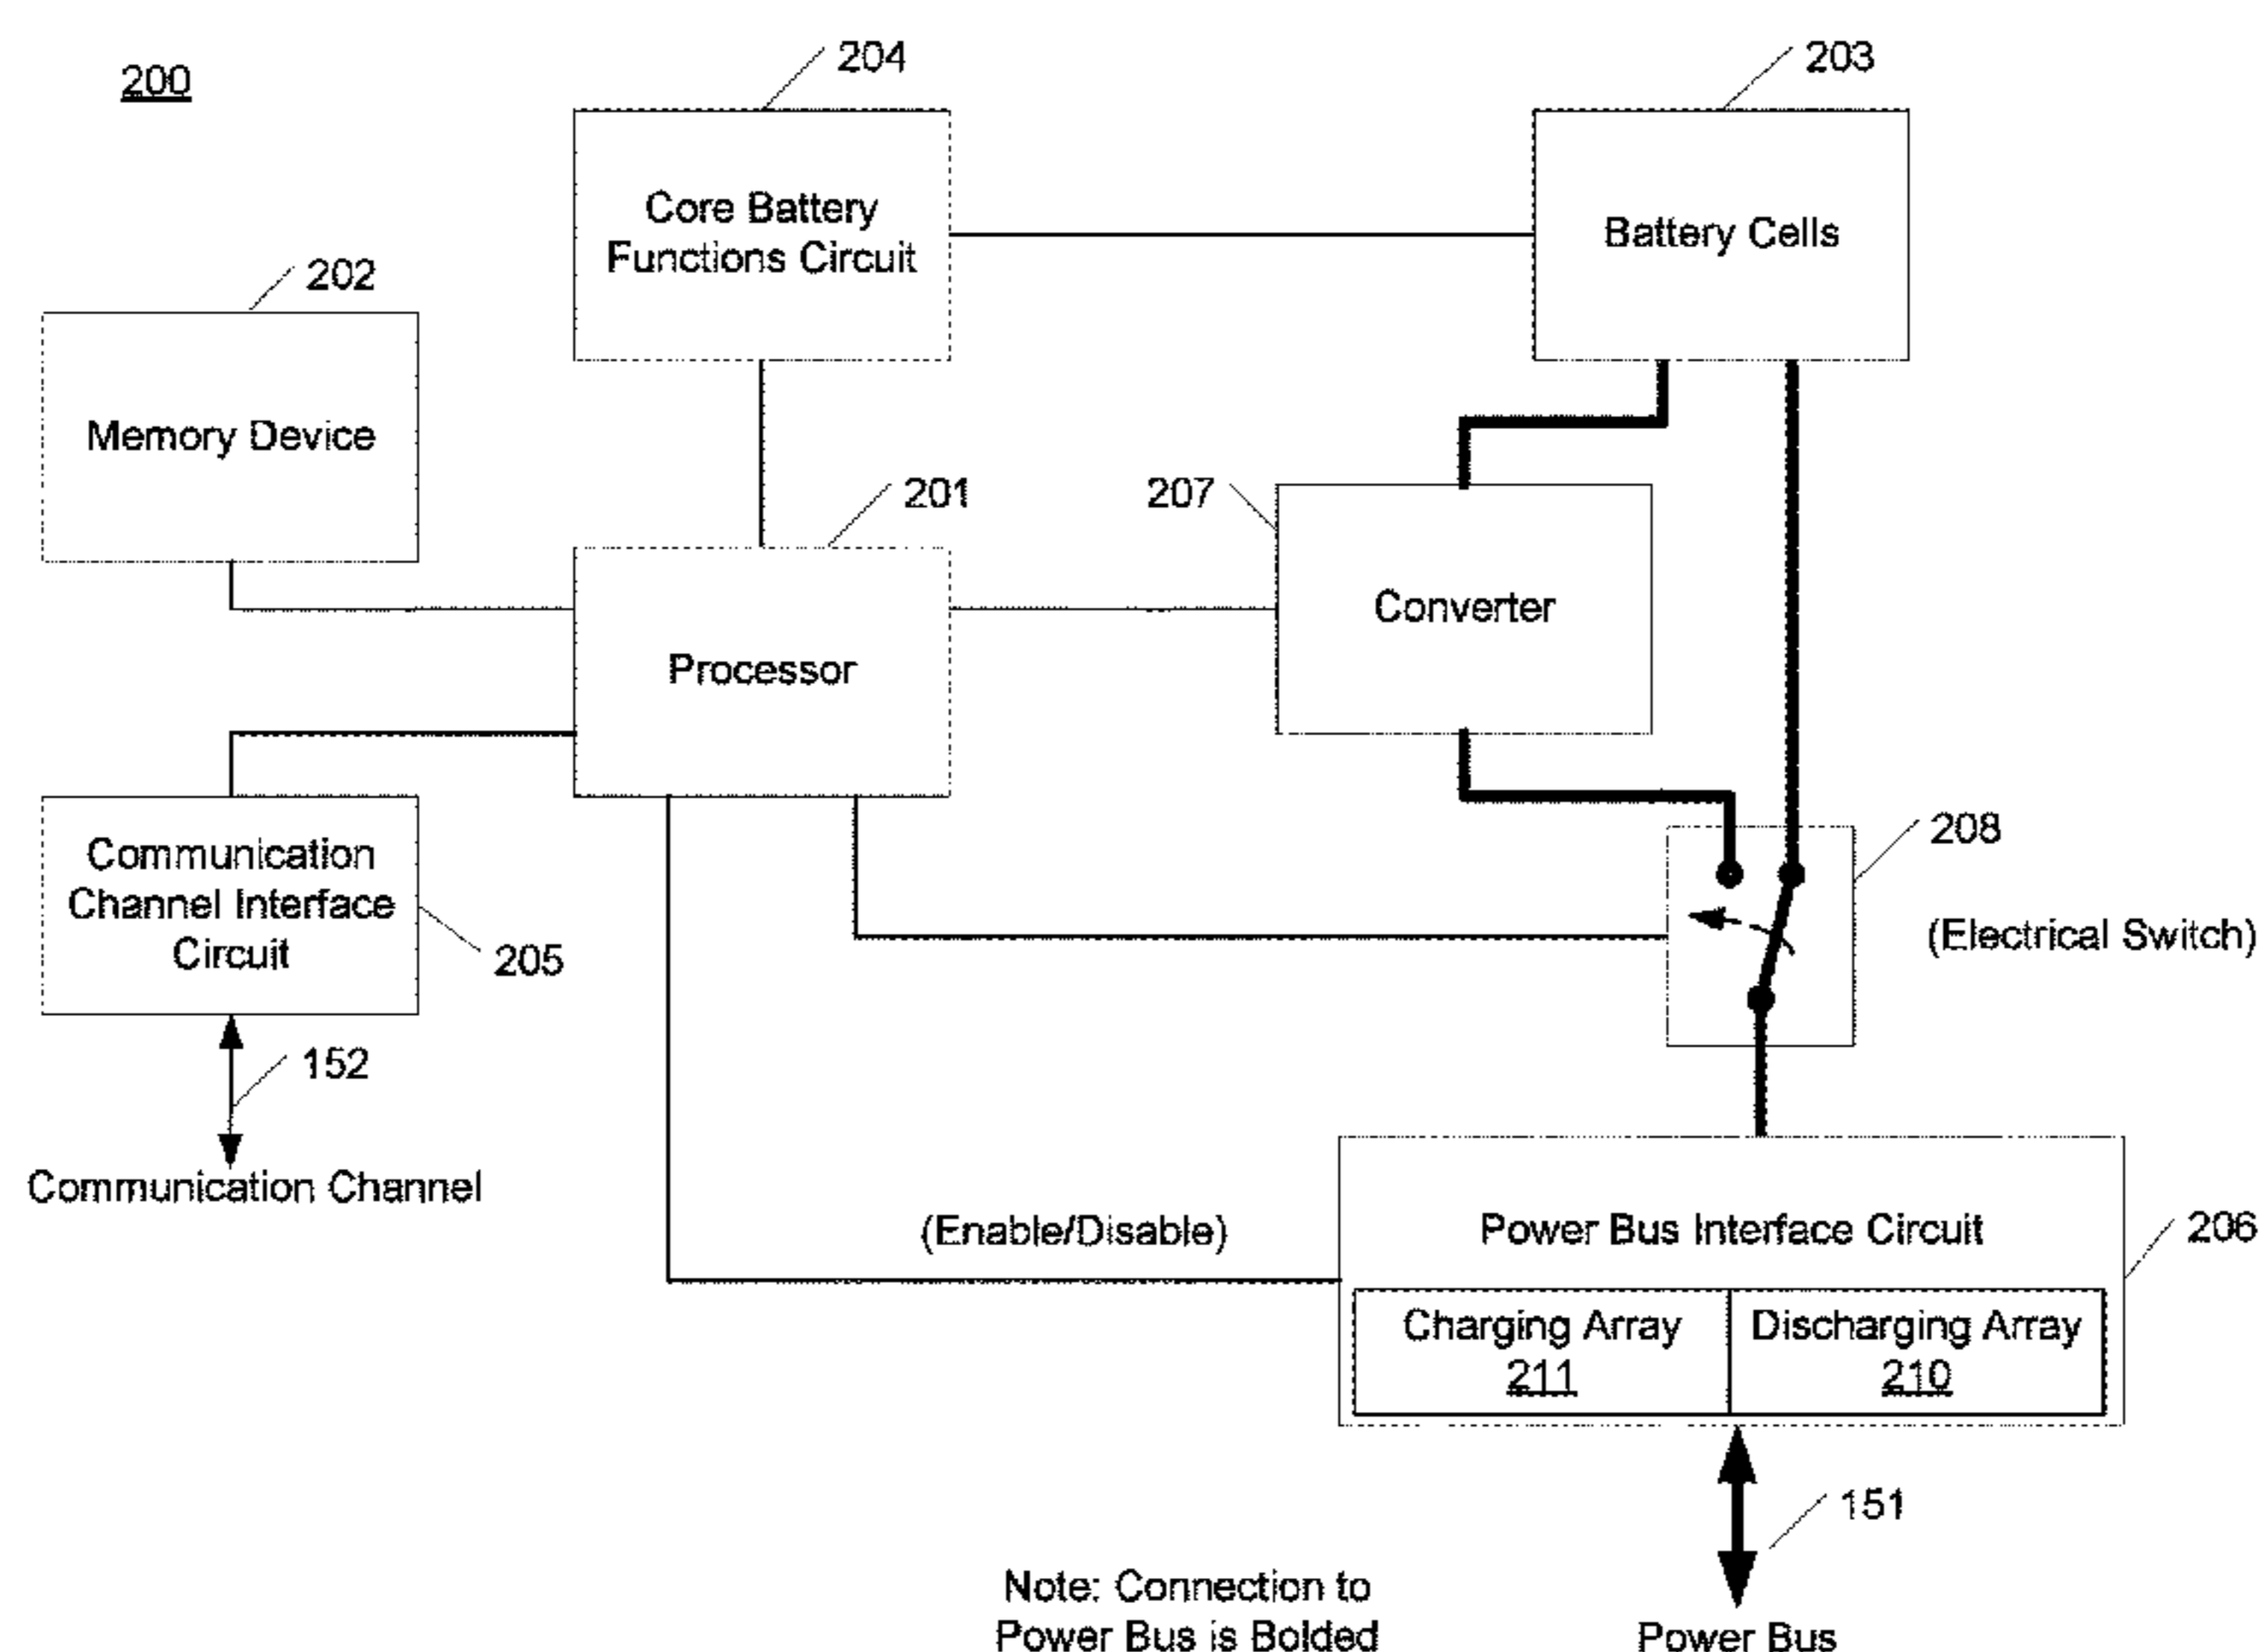 200
204
203
Core Battery
Functions Circuit
Battery Cells
202
Memory Device
201
207
Converter
Processor
208
Communication
Channel Interface
Circuit
205
(Electrical Switch)
152
Communication Channel
(Enable/Disable)
Power Bus Interface Circuit
206
Charging Array
211
Discharging Array
210
151
Note: Connection to
Power Bus is Bolded
Power Bus